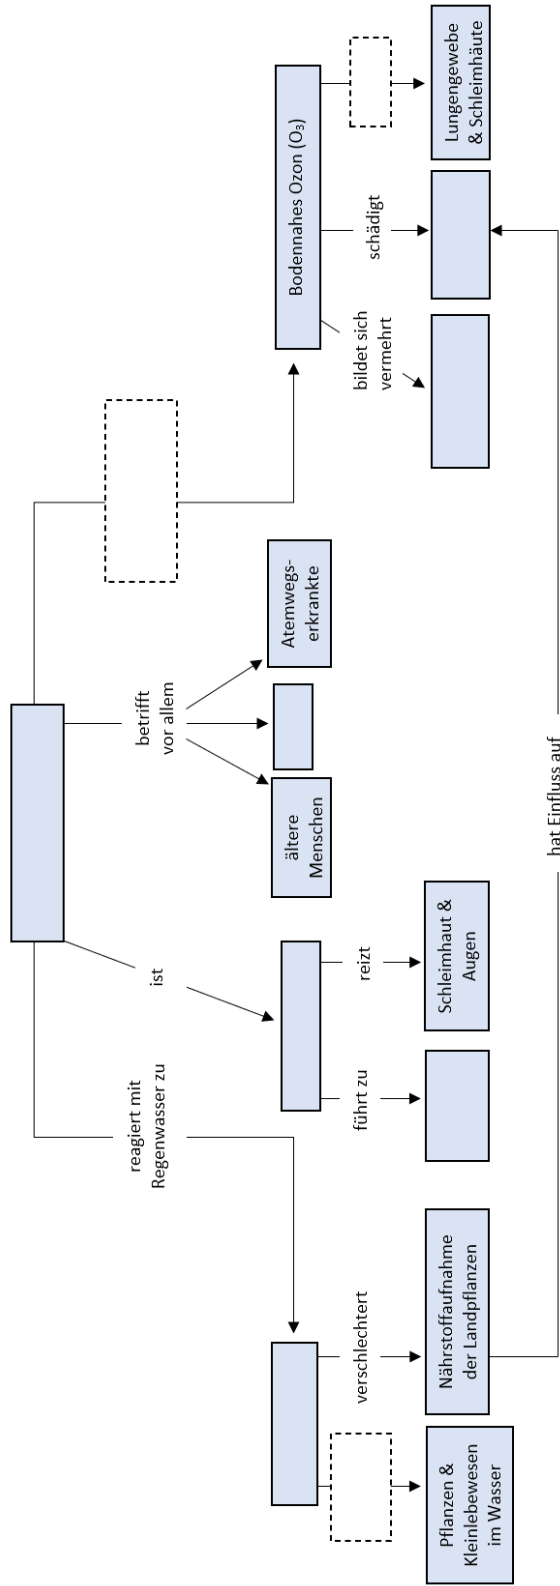 reagiert mit
Regenwasser zu
ist
betrifft
vor allem
ältere
Menschen
Atemwegs-
erkrankte
Bodennahes Ozon (O₃)
verschlechtert
führt zu
reizt
bildet sich
vermehrt
schädigt
Pflanzen &
Kleinlebewesen
im Wasser
Nährstoffaufnahme
der Landpflanzen
Schleimhaut &
Augen
Lungengewebe
& Schleimhäute
hat Einfluss auf